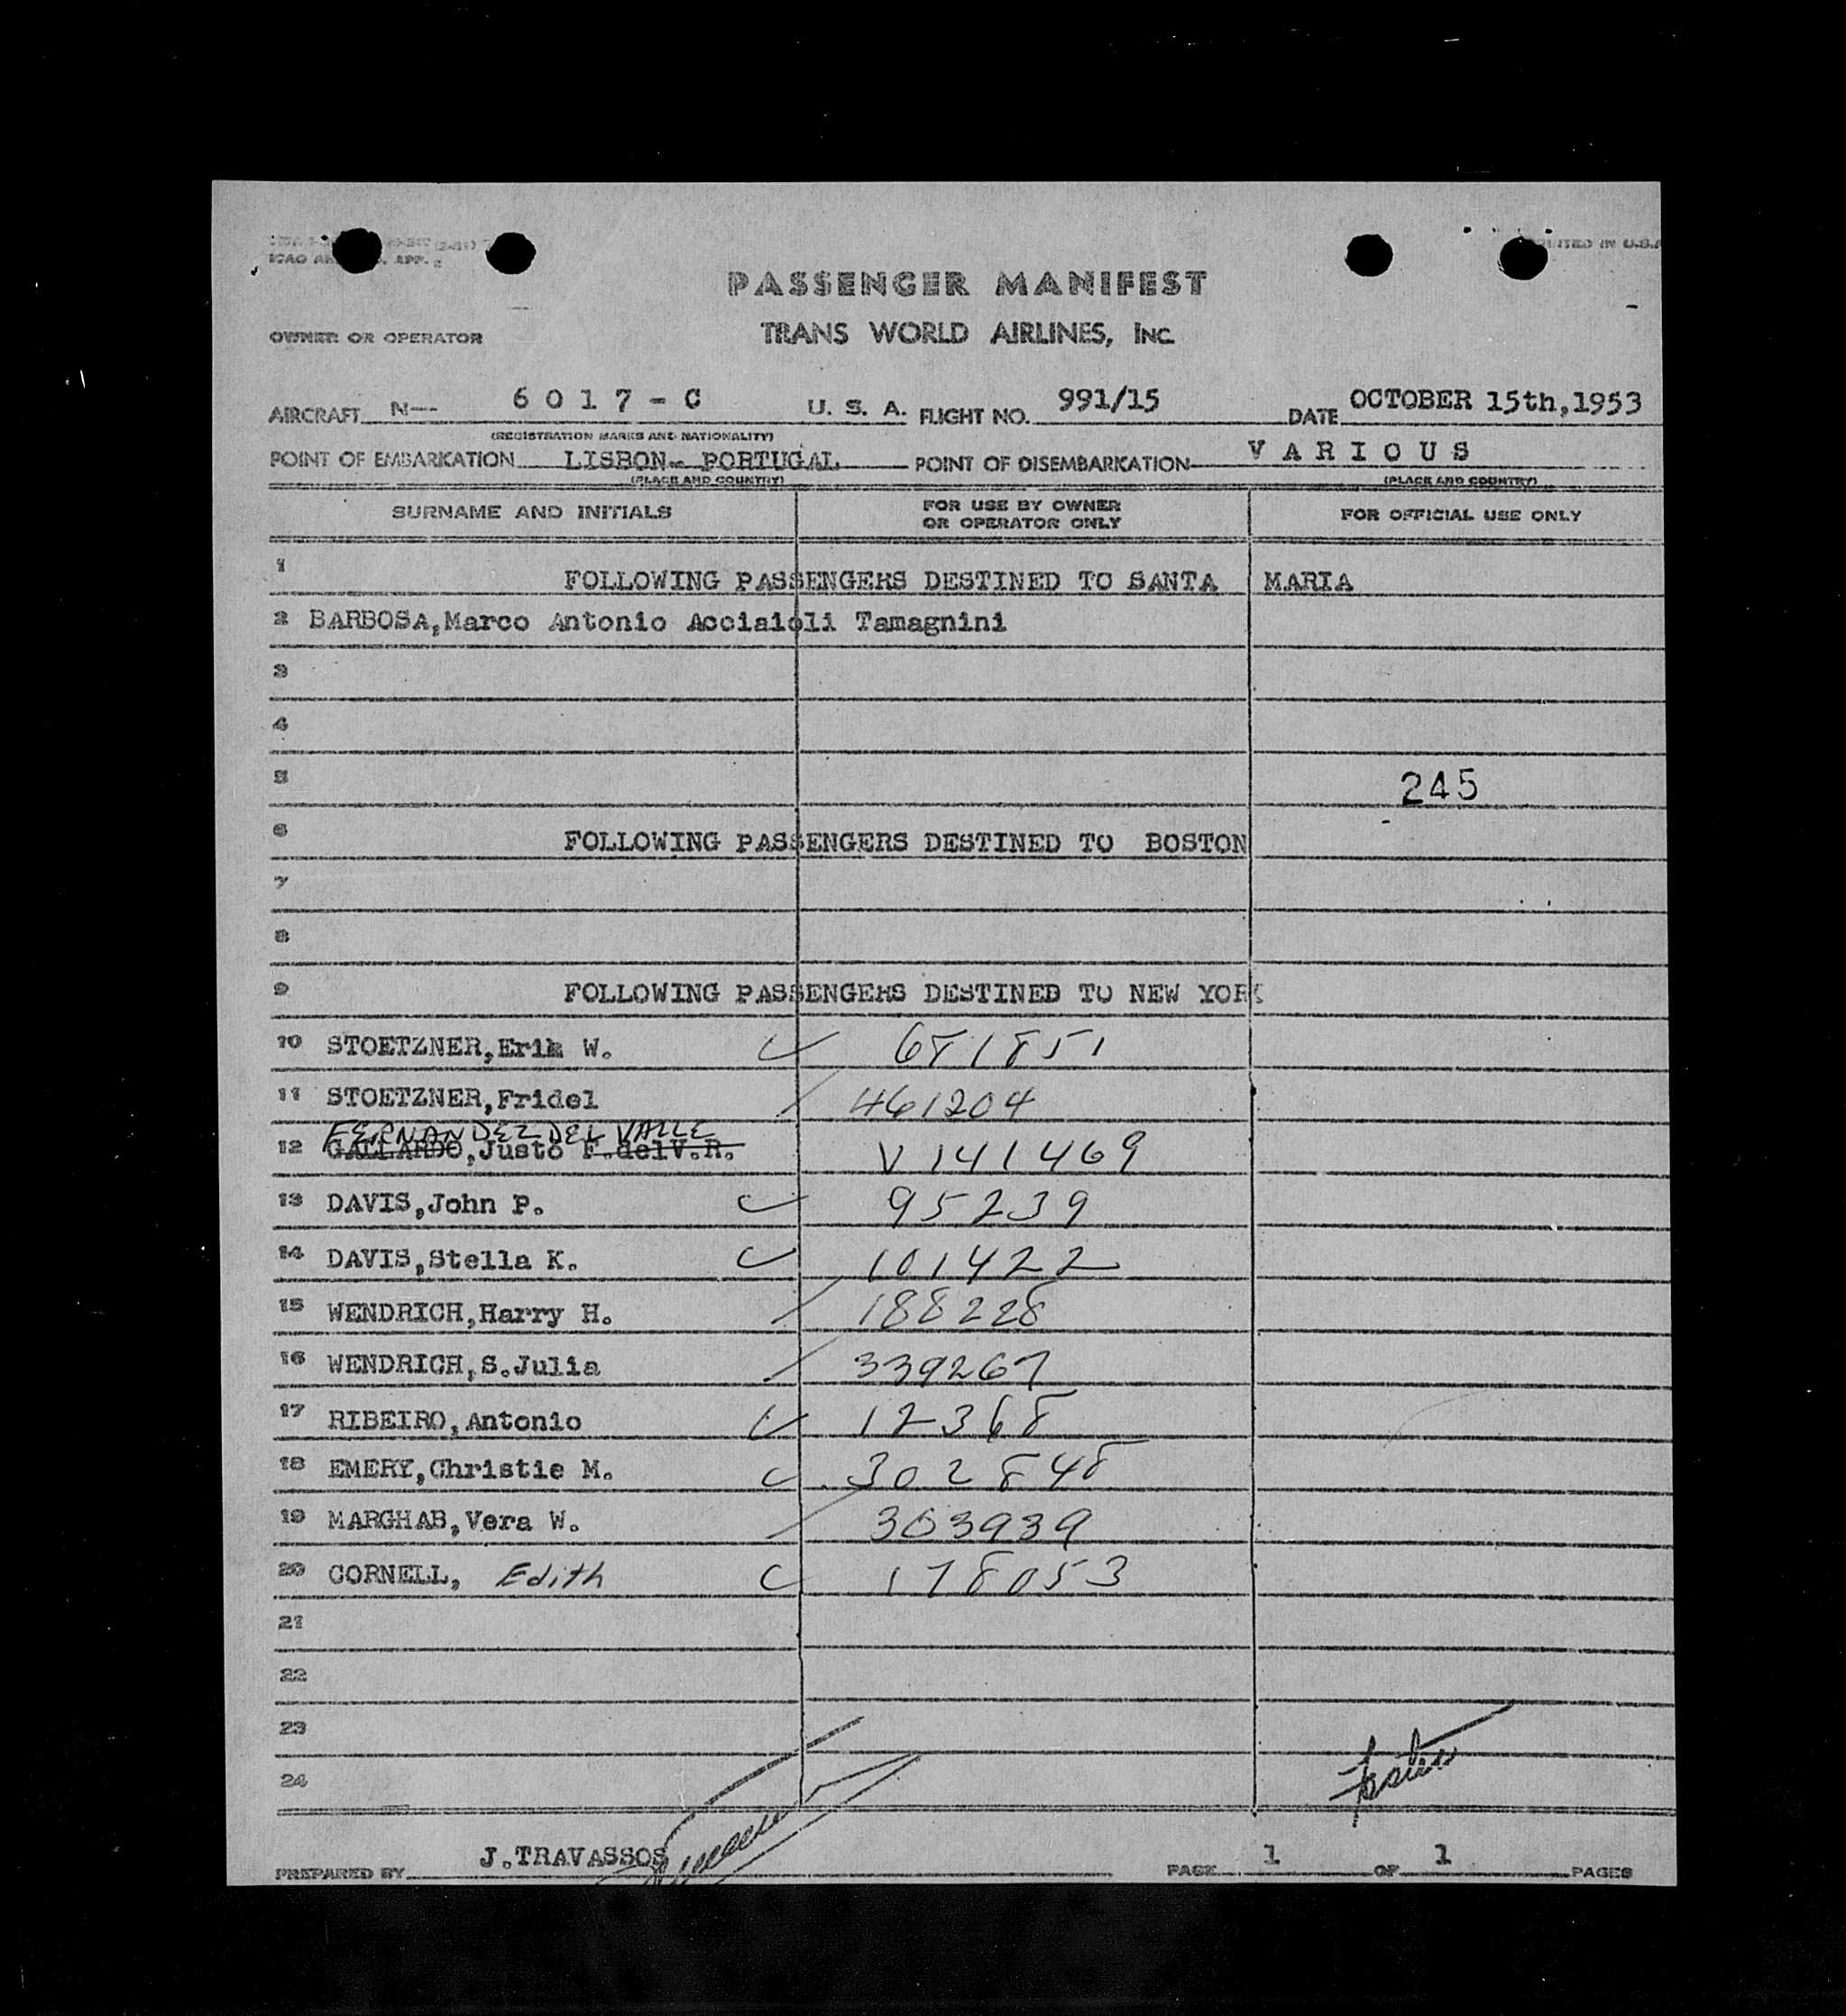 ICAO
PRINTED IN U.S.A
PASSENGER MANIFEST
OWNER OR OPERATOR TRANS WORLD AIRLINES, INC.
AIRCRAFT N-- 6017-C U. S. A. FLIGHT NO. 991/15 DATE OCTOBER 15th,1953
(REGISTRATION MARKS AND NATIONALITY)
POINT OF EMBARKATION LISBON-- PORTUGAL POINT OF DISEMBARKATION VARIOUS
(PLACE AND COUNTRY) (PLACE AND COUNTRY)
SURNAME AND INITIALS FOR USE BY OWNER OR OPERATOR ONLY FOR OFFICIAL USE ONLY
1 FOLLOWING PASSENGERS DESTINED TO SANTA MARIA
2 BARBOSA,Marco Antonio Acciaioli Tamagnini
3
4
5 245
6 FOLLOWING PASSENGERS DESTINED TO BOSTON
7
8
9 FOLLOWING PASSENGERS DESTINED TO NEW YORK
10 STOETZNER,Erik W. 681851
11 STOETZNER,Fridel 461204
FERNANDEZ DEL VALLE
12 GALLARDO,Justo F.delV.R. V 141469
13 DAVIS,John P. 95239
14 DAVIS,Stella K. 101422
15 WENDRICH,Harry H. 188228
16 WENDRICH,S.Julia 339267
17 RIBEIRO,Antonio 12368
18 EMERY,Christie M. 302848
19 MARGHAB,Vera W. 303939
20 CORNELL, Edith 178053
21
22
23
24
PREPARED BY J.TRAVASSOS PAGE 1 OF 1 PAGES